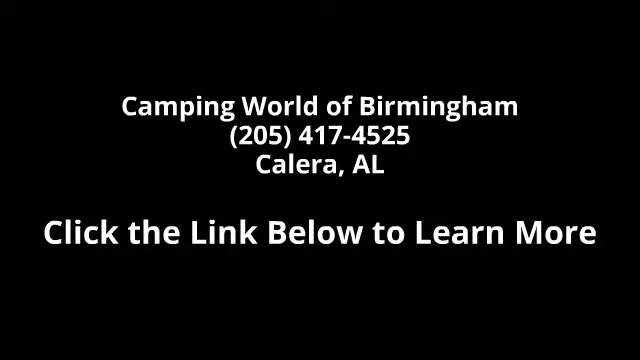 Camping World of Birmingham
(205) 417-4525
Calera, AL
Click the Link Below to Learn More